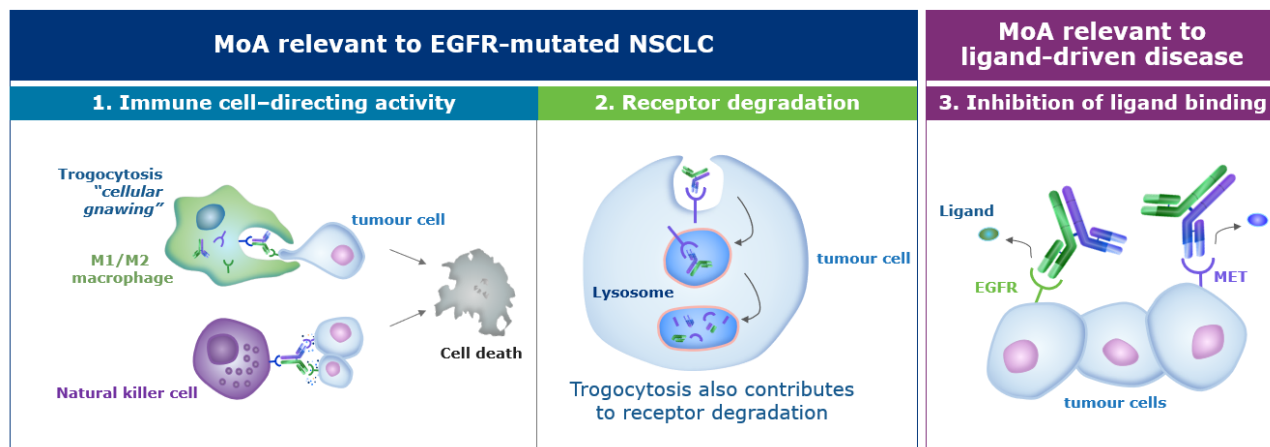 MoA relevant to EGFR-mutated NSCLC
MoA relevant to
ligand-driven disease
1. Immune cell–directing activity
2. Receptor degradation
3. Inhibition of ligand binding
Trogocytosis
“cellular
gnawing”
tumour cell
M1/M2
macrophage
Natural killer cell
Cell death
Lysosome
tumour cell
Trogocytosis also contributes
to receptor degradation
Ligand
EGFR
MET
tumour cells